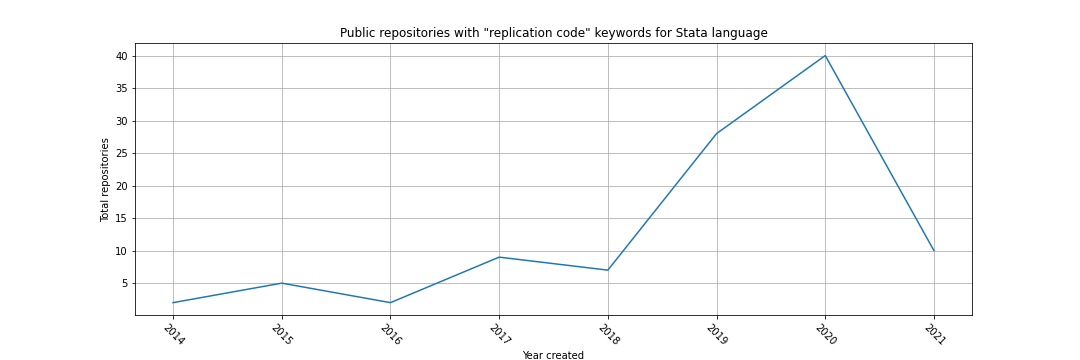 Public repositories with "replication code" keywords for Stata language
40
35
30
25
20
15
10
5
Total repositories
2014 2015 2016 2017 2018 2019 2020 2021
Year created